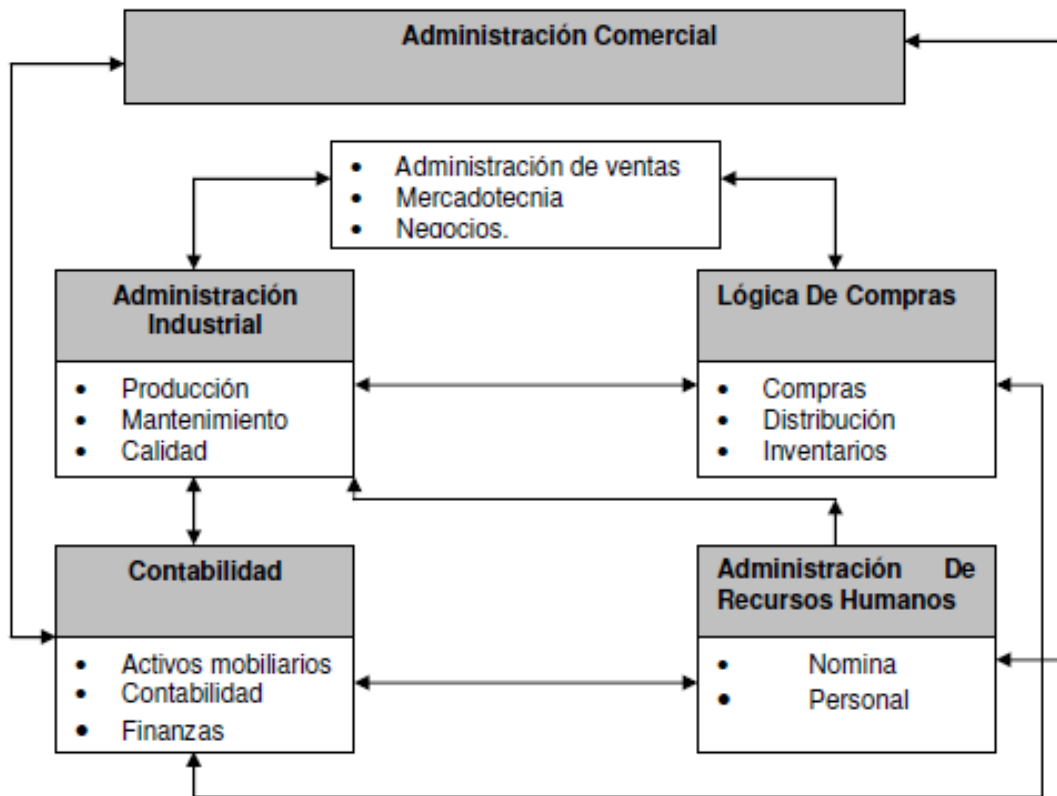 Administración Comercial
• Administración de ventas
• Mercadotecnia
• Negocios.
Administración
Industrial
• Producción
• Mantenimiento
• Calidad
Lógica De Compras
• Compras
• Distribución
• Inventarios
Contabilidad
• Activos mobiliarios
• Contabilidad
• Finanzas
Administración De
Recursos Humanos
• Nomina
• Personal